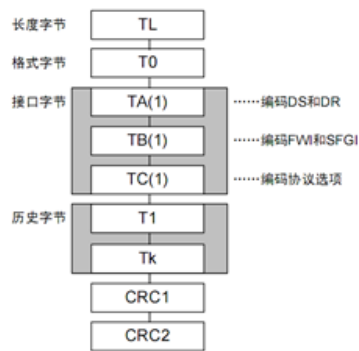 长度字节 TL
格式字节 T0
接口字节 TA(1) ……编码DS和DR
TB(1) ……编码FWI和SFGI
TC(1) ……编码协议选项
历史字节 T1
Tk
CRC1
CRC2